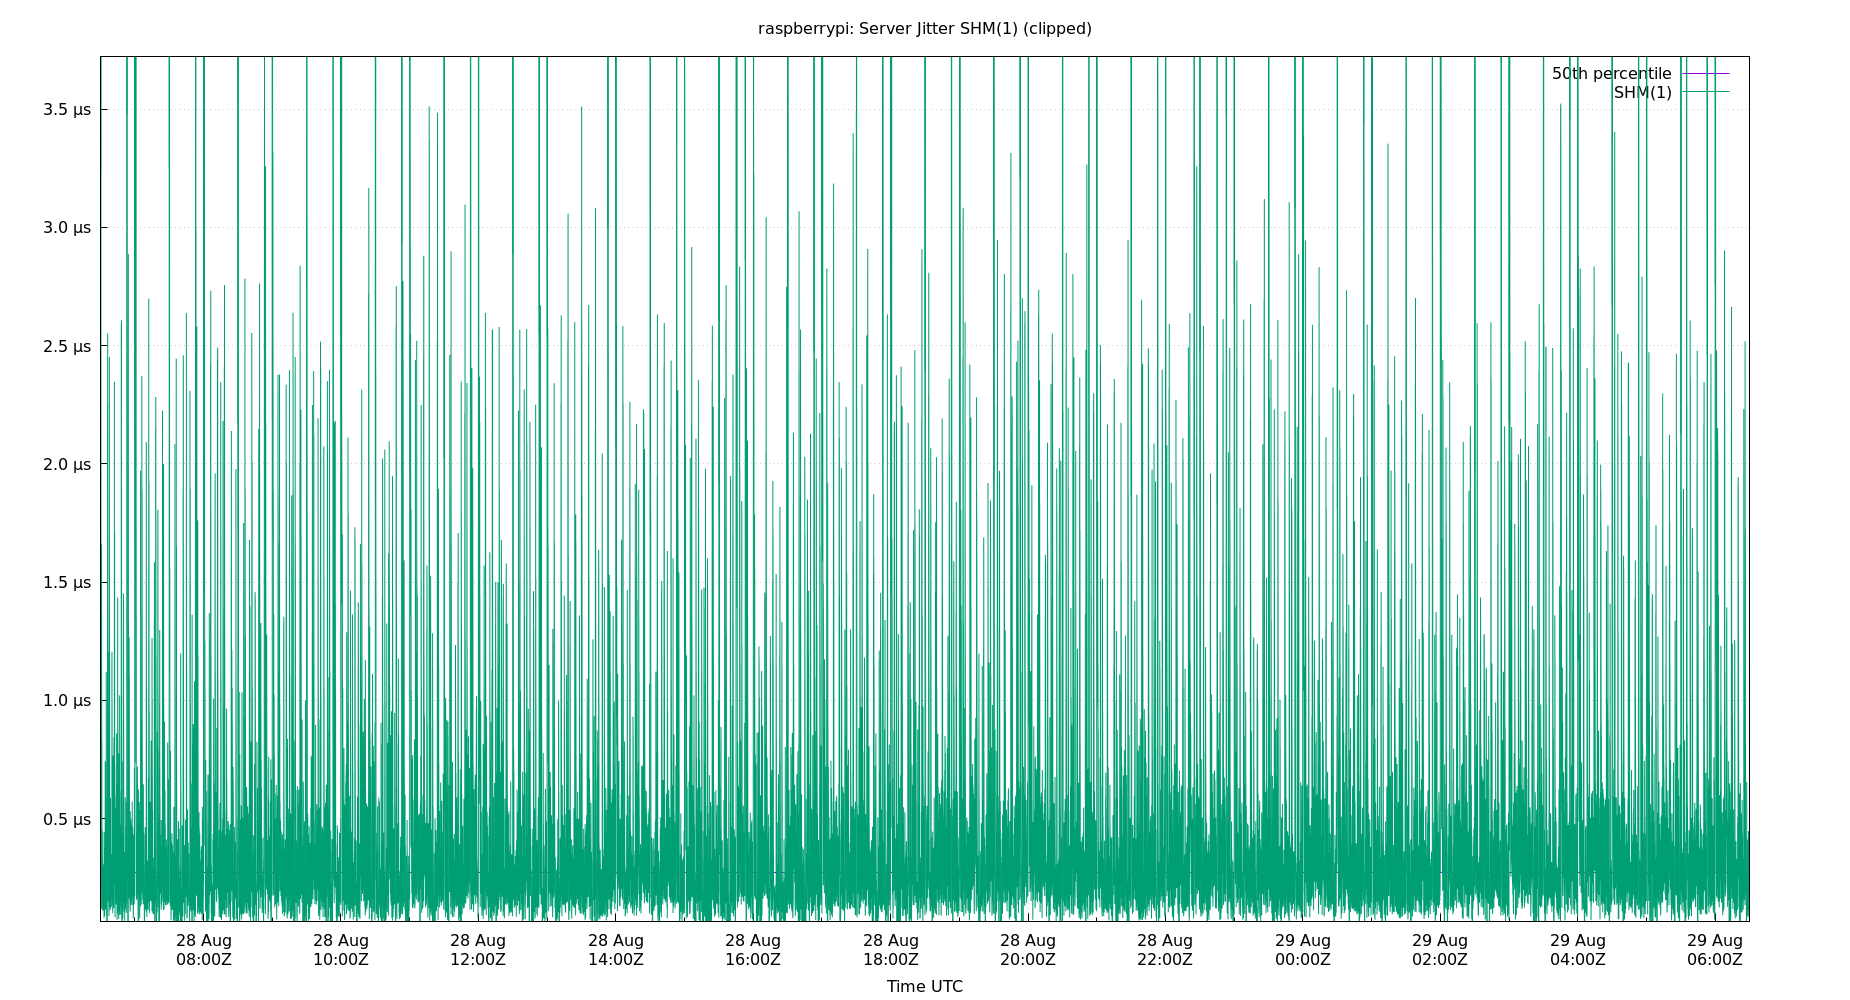 raspberrypi: Server Jitter SHM(1) (clipped)
50th percentile
SHM(1)
3.5 µs
3.0 µs
2.5 µs
2.0 µs
1.5 µs
1.0 µs
0.5 µs
28 Aug 28 Aug 28 Aug 28 Aug 28 Aug 28 Aug 28 Aug 28 Aug 29 Aug 29 Aug 29 Aug 29 Aug
08:00Z 10:00Z 12:00Z 14:00Z 16:00Z 18:00Z 20:00Z 22:00Z 00:00Z 02:00Z 04:00Z 06:00Z
Time UTC